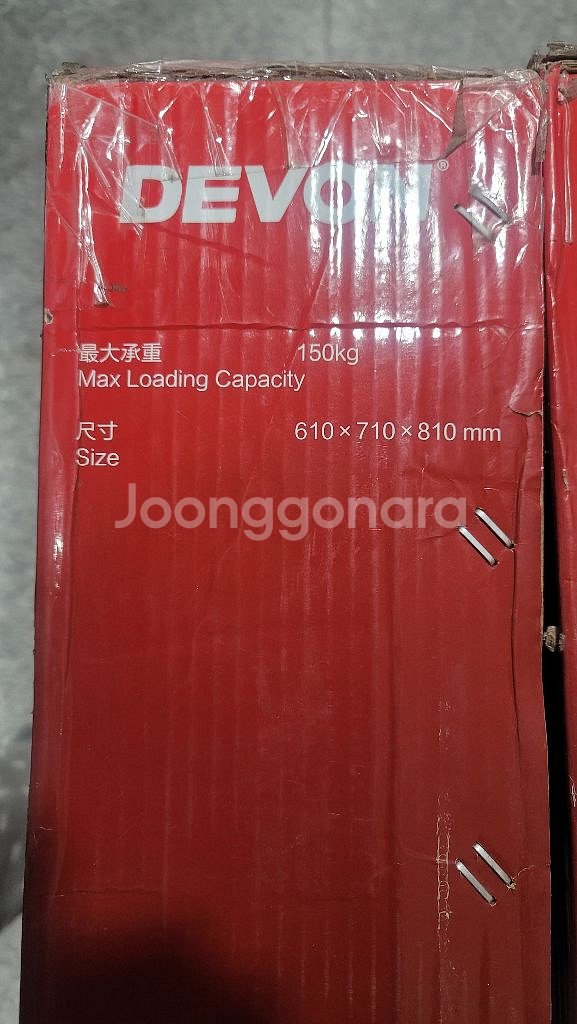 DEVON®
最大承重 150kg
Max Loading Capacity
尺寸 610×710×810 mm
Size
Joonggonara